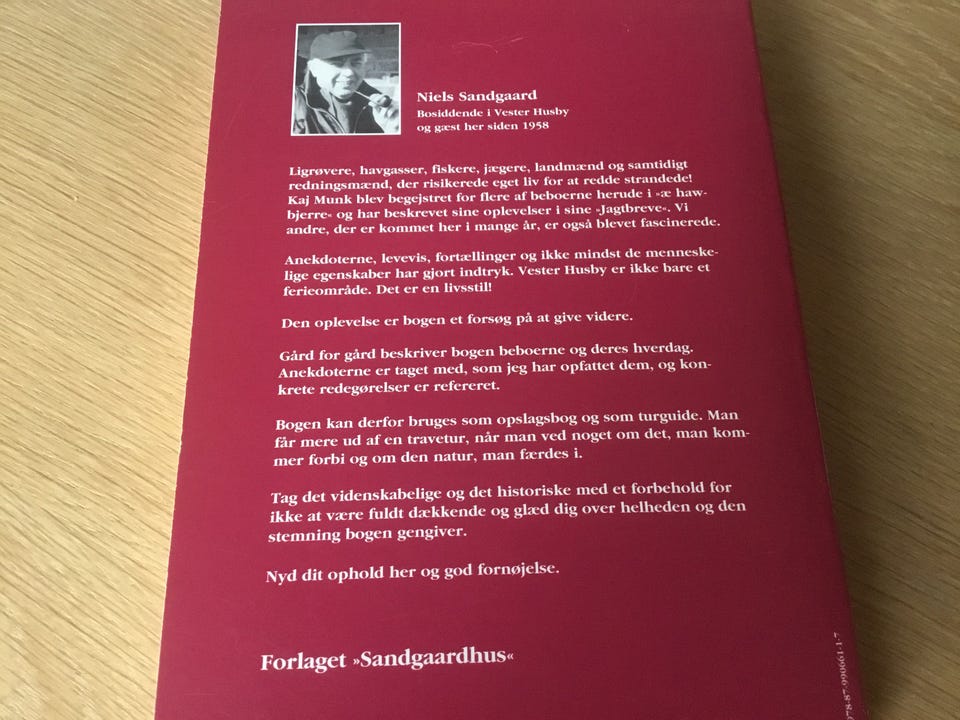 Niels Sandgaard
Bosiddende i Vester Husby
og gæst her siden 1958
Ligrøvere, havgasser, fiskere, jægere, landmænd og samtidigt
redningsmænd, der risikerede eget liv for at redde strandede!
Kaj Munk blev begejstret for flere af beboerne herude i »æ haw-
bjerre« og har beskrevet sine oplevelser i sine »Jagtbreve«. Vi
andre, der er kommet her i mange år, er også blevet fascinerede.
Anekdoterne, levevis, fortællinger og ikke mindst de menneske-
lige egenskaber har gjort indtryk. Vester Husby er ikke bare et
ferieområde. Det er en livsstil!
Den oplevelse er bogen et forsøg på at give videre.
Gård for gård beskriver bogen beboerne og deres hverdag.
Anekdoterne er taget med, som jeg har opfattet dem, og kon-
krete redegørelser er refereret.
Bogen kan derfor bruges som opslagsbog og som turguide. Man
får mere ud af en travetur, når man ved noget om det, man kom-
mer forbi og om den natur, man færdes i.
Tag det videnskabelige og det historiske med et forbehold for
ikke at være fuldt dækkende og glæd dig over helheden og den
stemning bogen gengiver.
Nyd dit ophold her og god fornøjelse.
Forlaget »Sandgaardhus«
78-87-990661-1-7